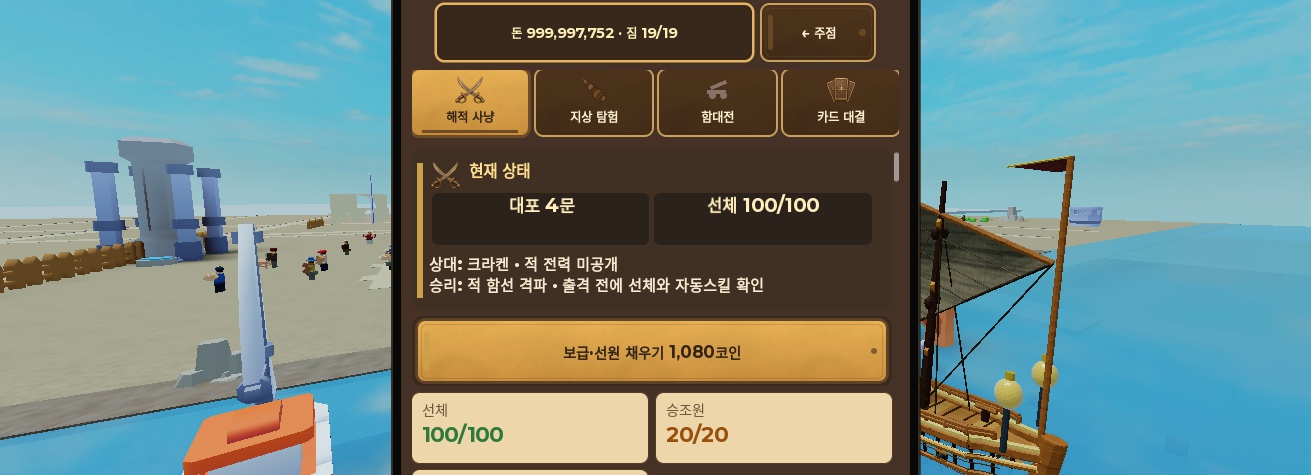 돈 999,997,752 · 짐 19/19
← 주점
해적 사냥
지상 탐험
함대전
카드 대결
현재 상태
대포 4문
선체 100/100
상대: 크라켄 • 적 전력 미공개
승리: 적 함선 격파 • 출격 전에 선체와 자동스킬 확인
보급·선원 채우기 1,080코인
선체
승조원
100/100
20/20